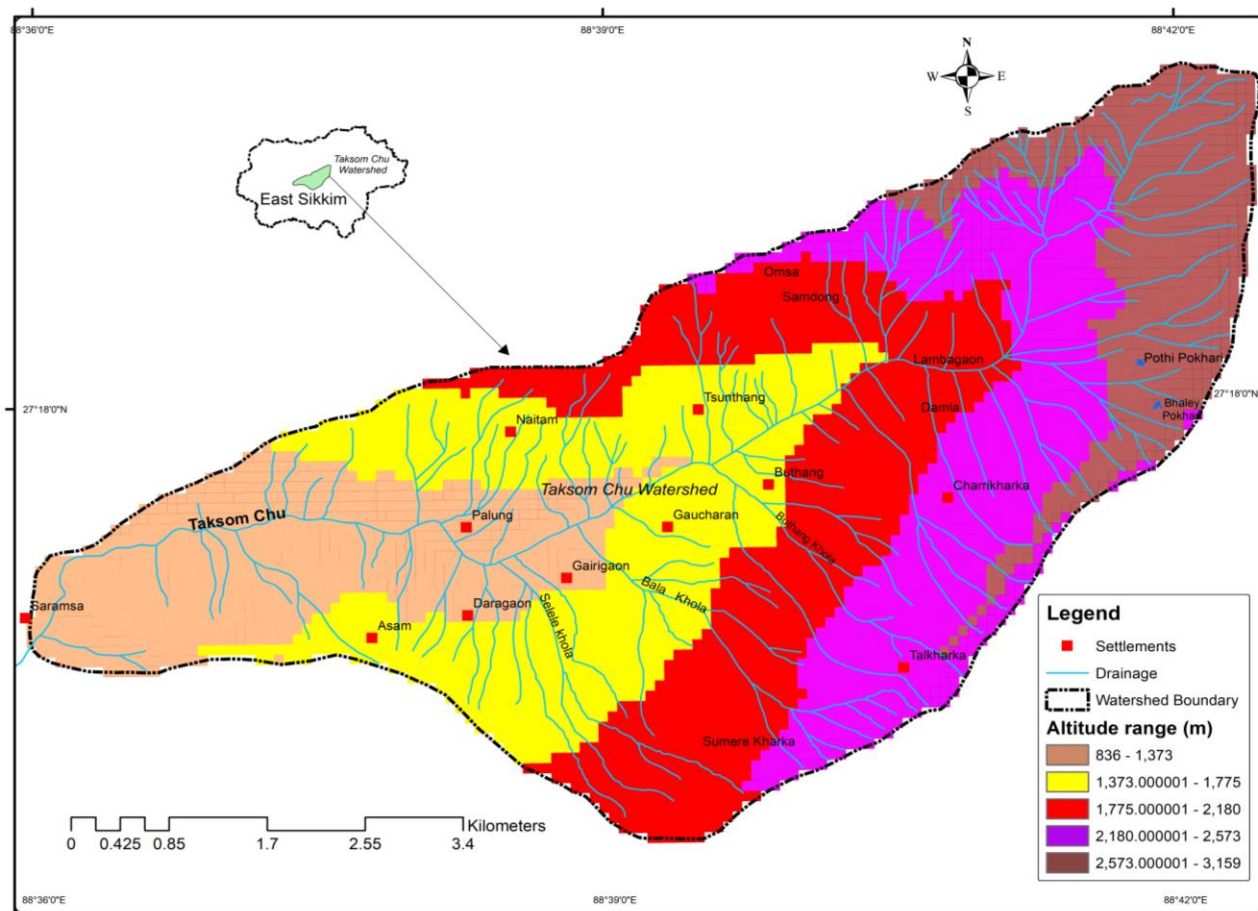 88°36'0"E
88°39'0"E
88°42'0"E
N
W
E
S
Taksom Chu
Watershed
East Sikkim
Omsa
Samdong
Lambagaon
Pothi Pokhari
Tsunthang
27°18'0"N
Damla
27°18'0"N
Bhaley
Pokhari
Naitam
Buthang
Taksom Chu Watershed
Charrikharka
Taksom Chu
Palung
Gaucharan
Buthang Khola
Gairigaon
Bala Khola
Selele khola
Saramsa
Daragaon
Asam
Talkharka
Sumere Kharka
Legend
Settlements
Drainage
Watershed Boundary
Altitude range (m)
836 - 1,373
1,373.000001 - 1,775
1,775.000001 - 2,180
2,180.000001 - 2,573
2,573.000001 - 3,159
Kilometers
0 0.425 0.85 1.7 2.55 3.4
88°36'0"E
88°39'0"E
88°42'0"E